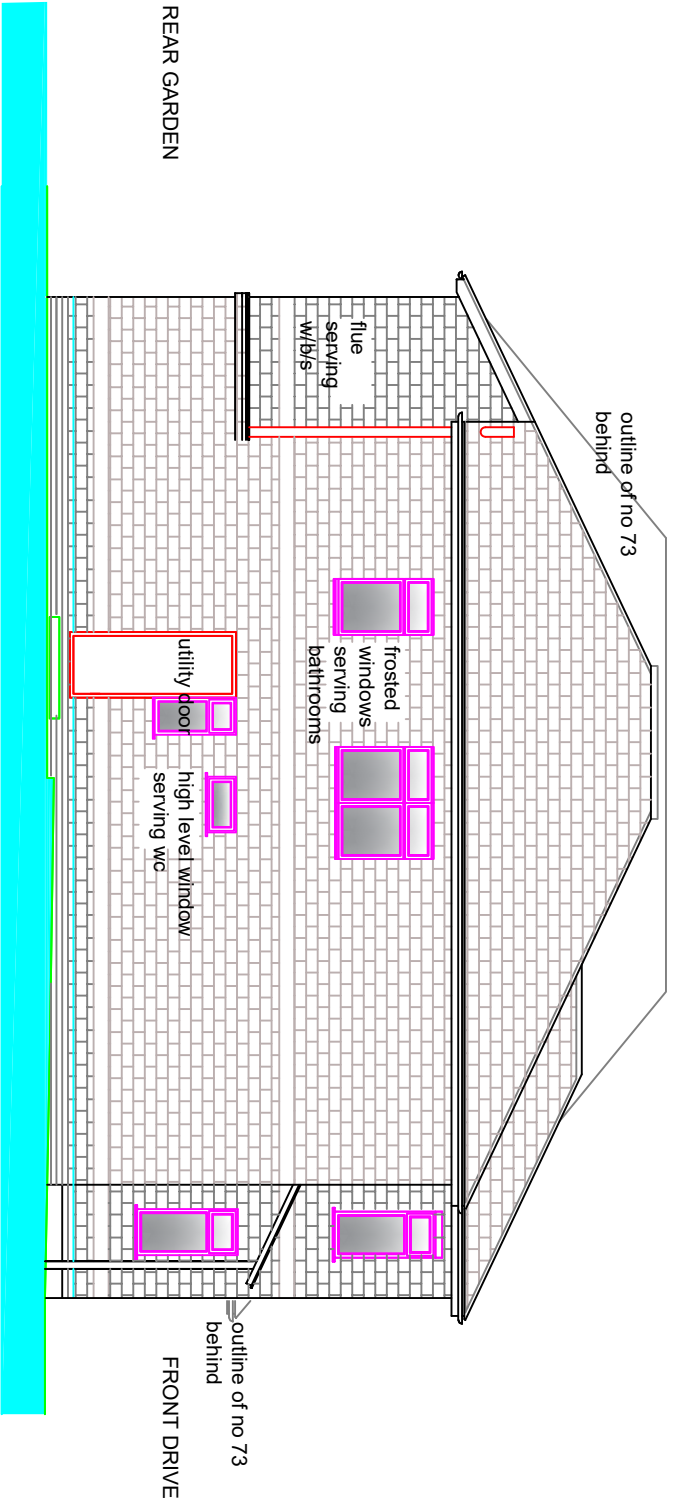 outline of no 73
behind
flue
serving
w/b/s
frosted
windows
serving
bathrooms
utility door
high level window
serving wc
outline of no 73
behind
REAR GARDEN
FRONT DRIVE